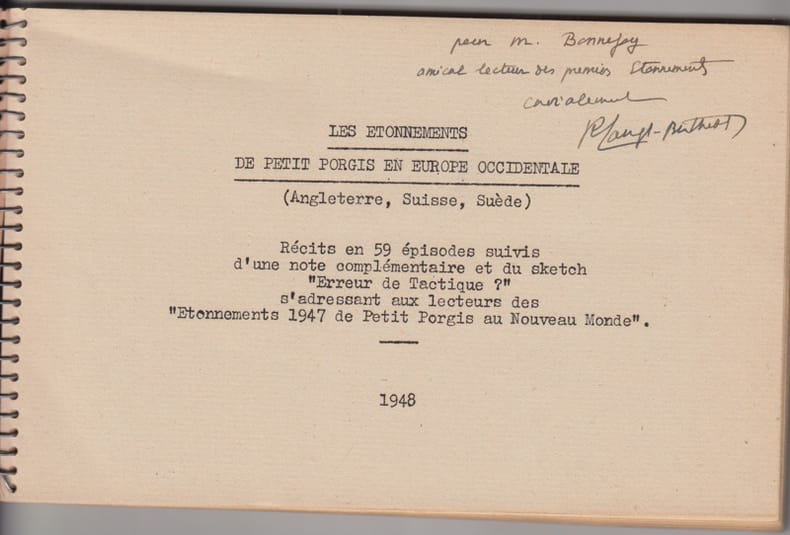 pour M. Bonnefoy
amical lecteur des premiers Etonnements
cordialement
LES ETONNEMENTS
DE PETIT PORGIS EN EUROPE OCCIDENTALE
(Angleterre, Suisse, Suède)
Récits en 59 épisodes suivis
d'une note complémentaire et du sketch
"Erreur de Tactique ?"
s'adressant aux lecteurs des
"Etonnements 1947 de Petit Porgis au Nouveau Monde".
1948